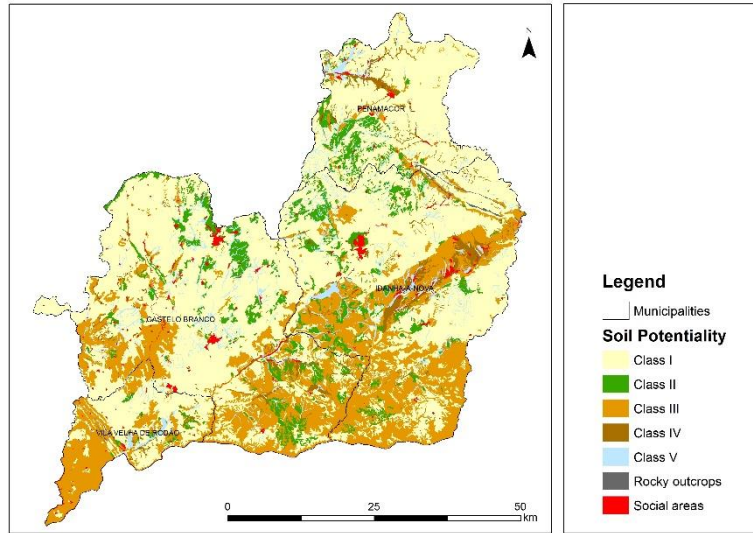 N
PENAMACOR
IDANHA-A-NOVA
CASTELO BRANCO
VILA VELHA DE RODÃO
0 25 50
km
Legend
Municipalities
Soil Potentiality
Class I
Class II
Class III
Class IV
Class V
Rocky outcrops
Social areas